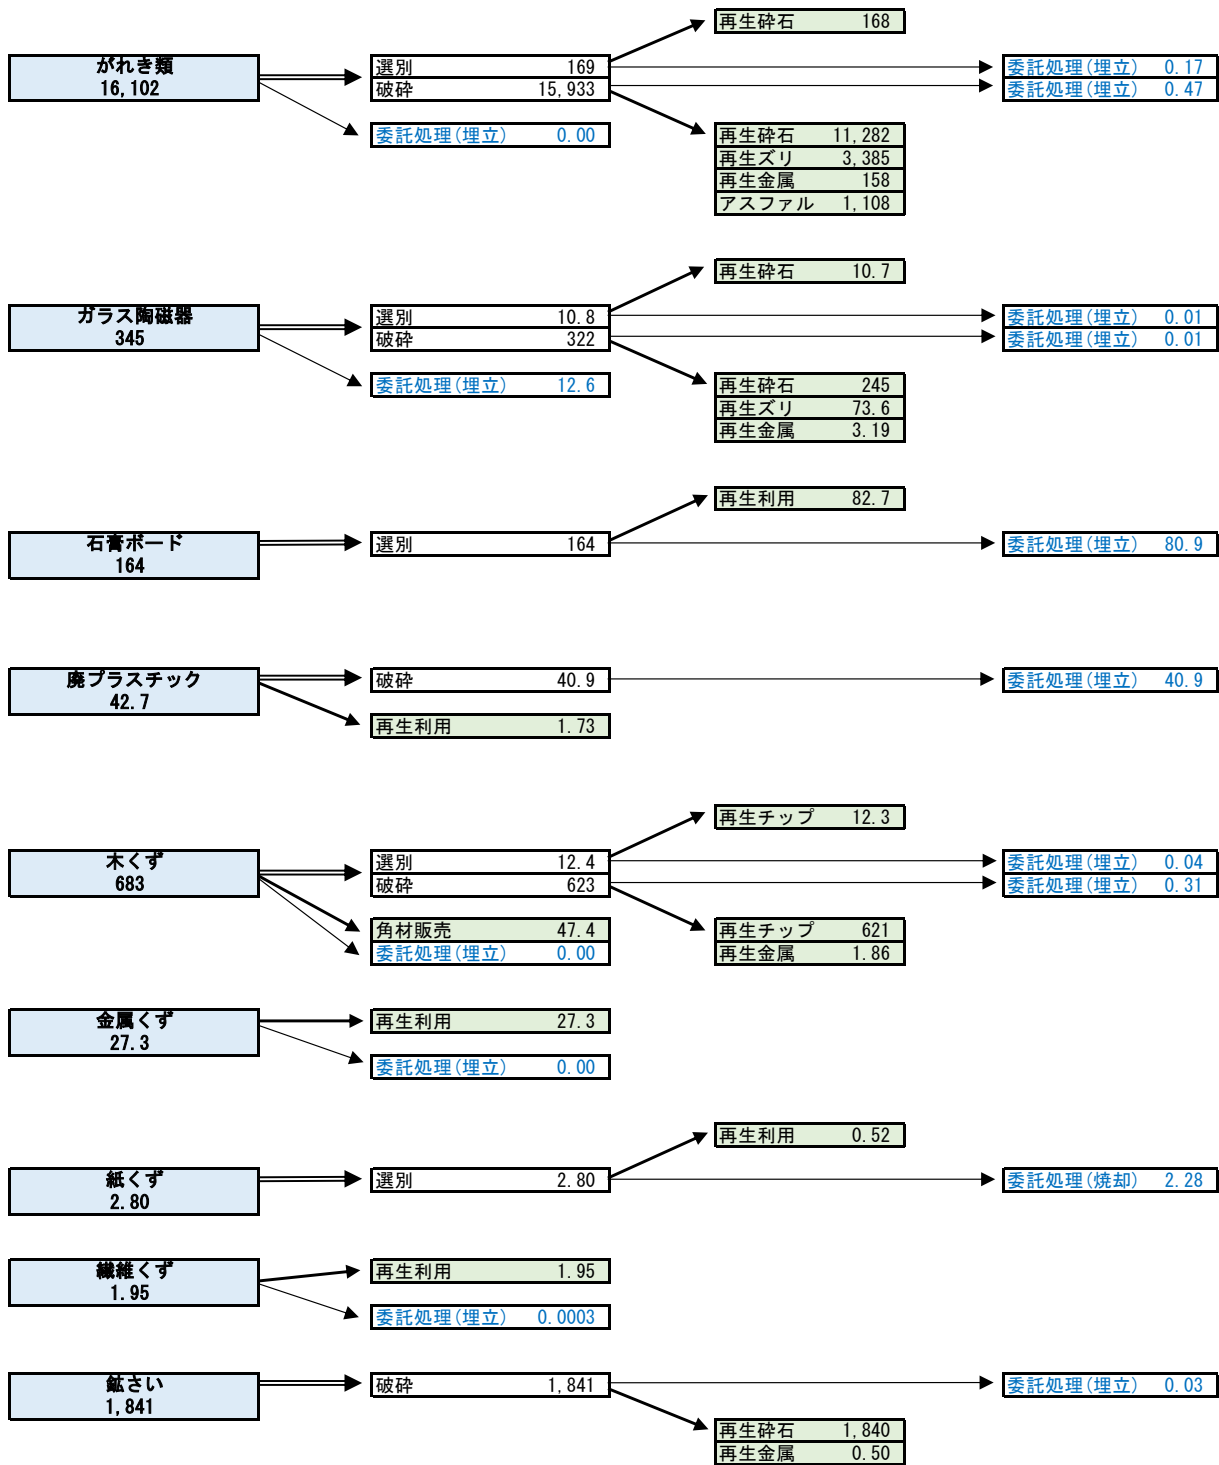 再生砕石 168
がれき類
16,102
選別 169
破砕 15,933
委託処理(埋立) 0.17
委託処理(埋立) 0.47
委託処理(埋立) 0.00
再生砕石 11,282
再生ズリ 3,385
再生金属 158
アスファル 1,108
再生砕石 10.7
ガラス陶磁器
345
選別 10.8
破砕 322
委託処理(埋立) 0.01
委託処理(埋立) 0.01
委託処理(埋立) 12.6
再生砕石 245
再生ズリ 73.6
再生金属 3.19
再生利用 82.7
石膏ボード
164
選別 164
委託処理(埋立) 80.9
廃プラスチック
42.7
破砕 40.9
委託処理(埋立) 40.9
再生利用 1.73
再生チップ 12.3
木くず
683
選別 12.4
破砕 623
委託処理(埋立) 0.04
委託処理(埋立) 0.31
角材販売 47.4
委託処理(埋立) 0.00
再生チップ 621
再生金属 1.86
金属くず
27.3
再生利用 27.3
委託処理(埋立) 0.00
再生利用 0.52
紙くず
2.80
選別 2.80
委託処理(焼却) 2.28
繊維くず
1.95
再生利用 1.95
委託処理(埋立) 0.0003
鉱さい
1,841
破砕 1,841
委託処理(埋立) 0.03
再生砕石 1,840
再生金属 0.50